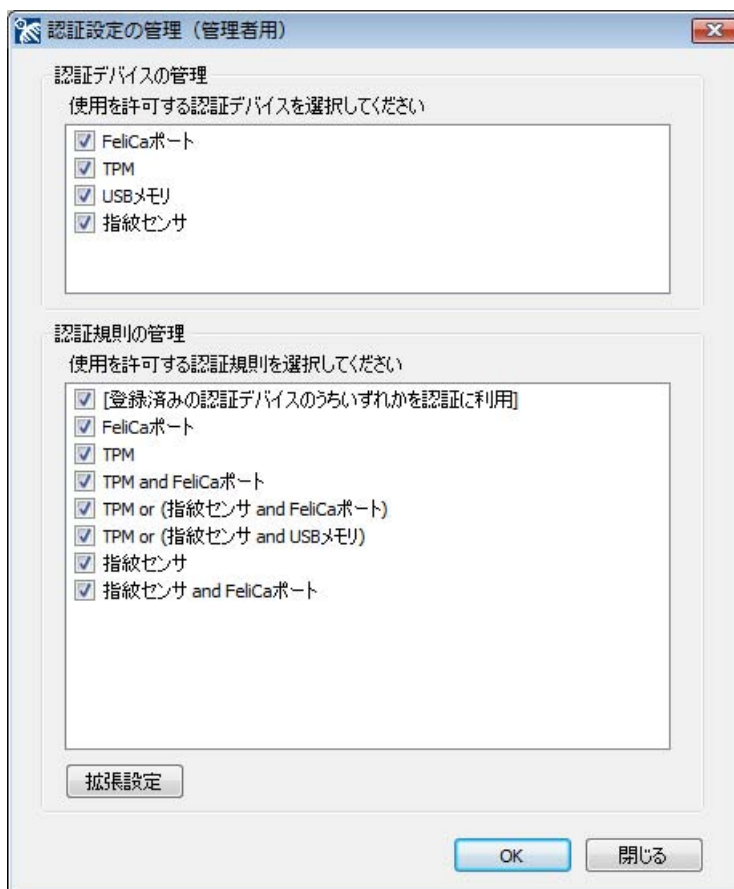 認証設定の管理（管理者用）
認証デバイスの管理
使用を許可する認証デバイスを選択してください
FeliCaポート
TPM
USBメモリ
指紋センサ
認証規則の管理
使用を許可する認証規則を選択してください
[登録済みの認証デバイスのうちいずれかを認証に利用]
FeliCaポート
TPM
TPM and FeliCaポート
TPM or (指紋センサ and FeliCaポート)
TPM or (指紋センサ and USBメモリ)
指紋センサ
指紋センサ and FeliCaポート
拡張設定
OK
閉じる